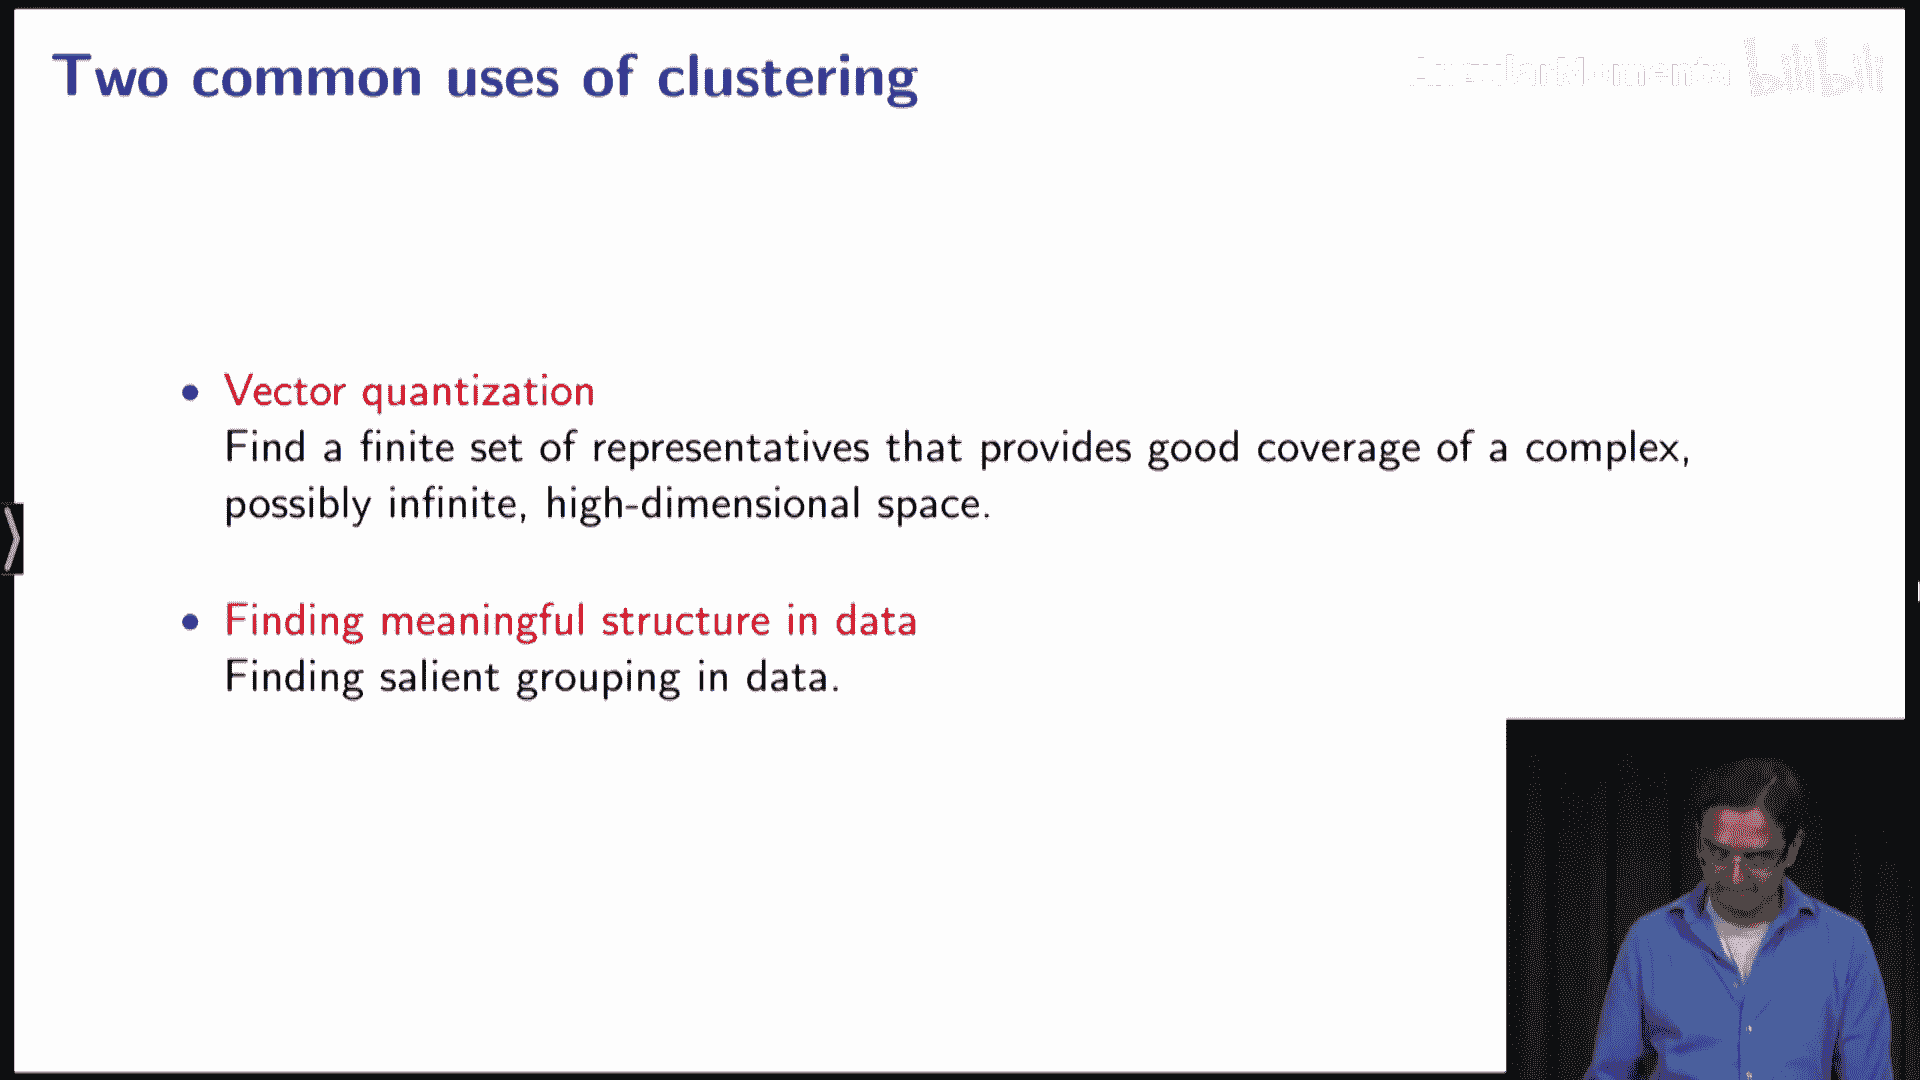 Two common uses of clustering
bilibili
• Vector quantization
Find a finite set of representatives that provides good coverage of a complex,
possibly infinite, high-dimensional space.
• Finding meaningful structure in data
Finding salient grouping in data.